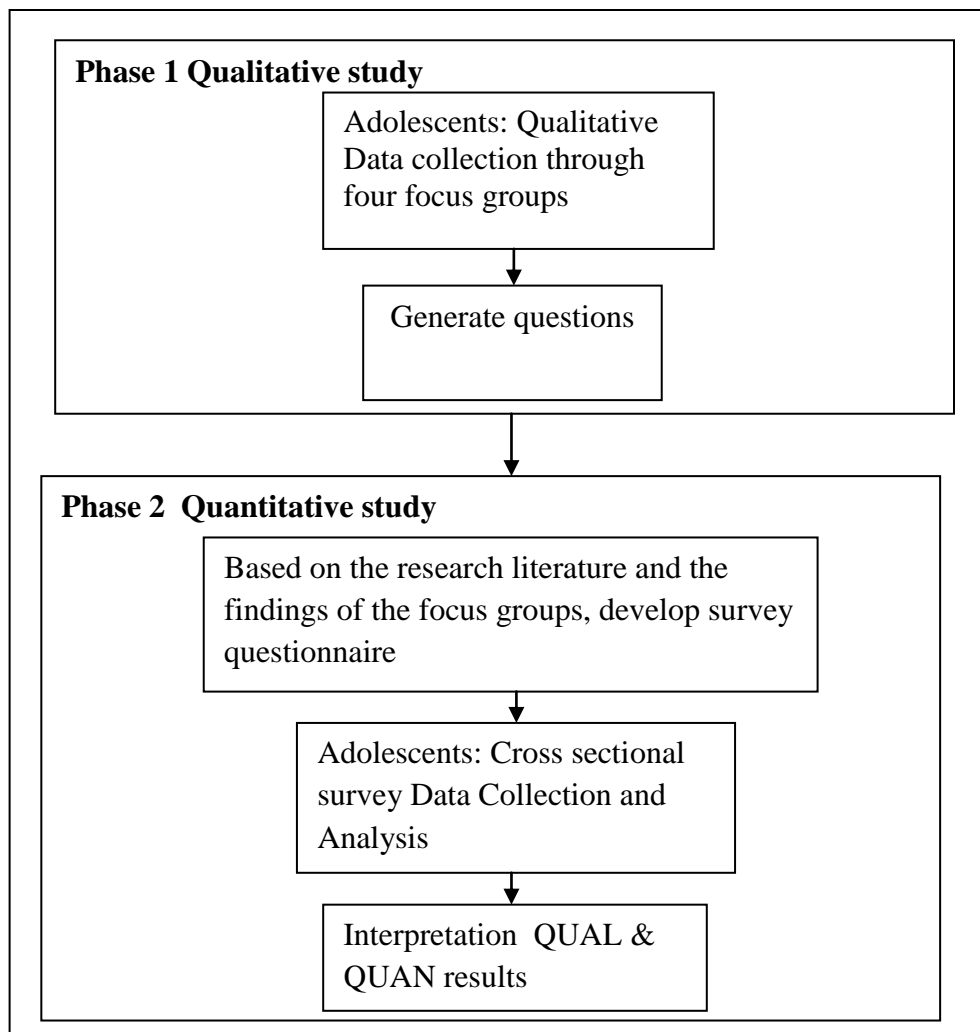 Phase 1 Qualitative study
Adolescents: Qualitative
Data collection through
four focus groups
Generate questions
Phase 2  Quantitative study
Based on the research literature and the
findings of the focus groups, develop survey
questionnaire
Adolescents: Cross sectional
survey Data Collection and
Analysis
Interpretation  QUAL &
QUAN results